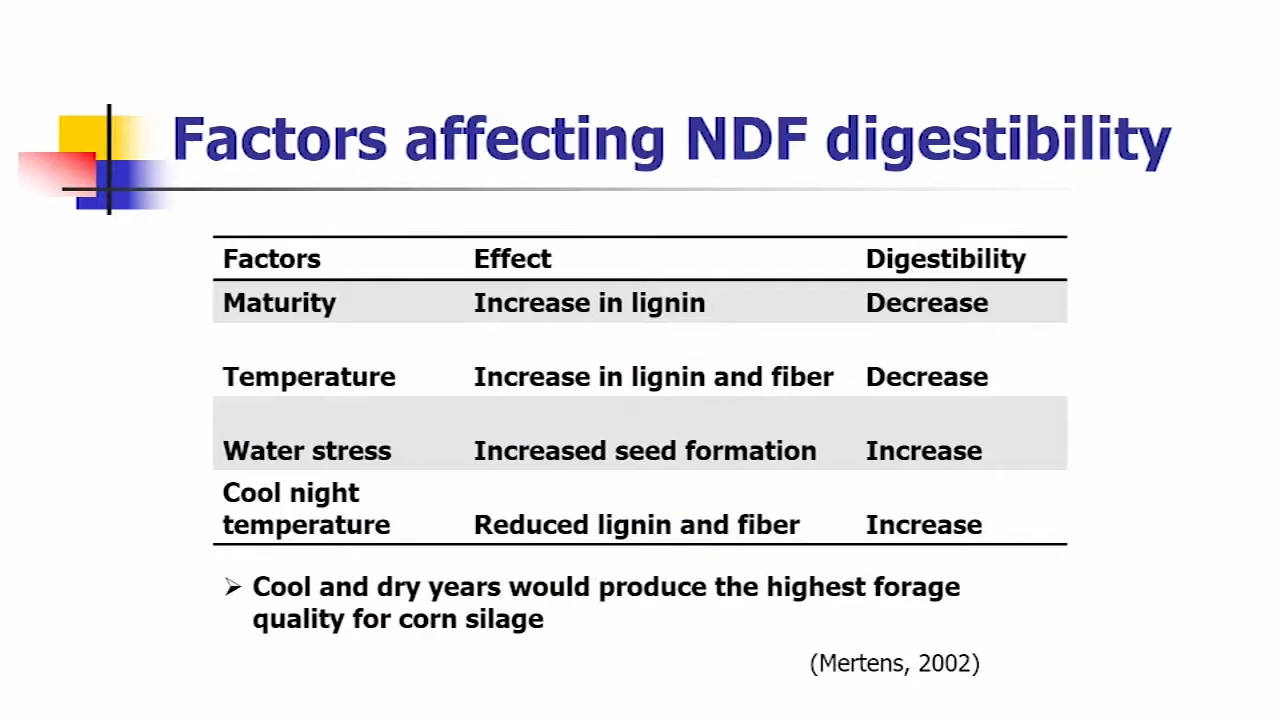 Factors affecting NDF digestibility
Factors Effect Digestibility
Maturity Increase in lignin Decrease
Temperature Increase in lignin and fiber Decrease
Water stress Increased seed formation Increase
Cool night
temperature Reduced lignin and fiber Increase
➢ Cool and dry years would produce the highest forage
quality for corn silage
(Mertens, 2002)